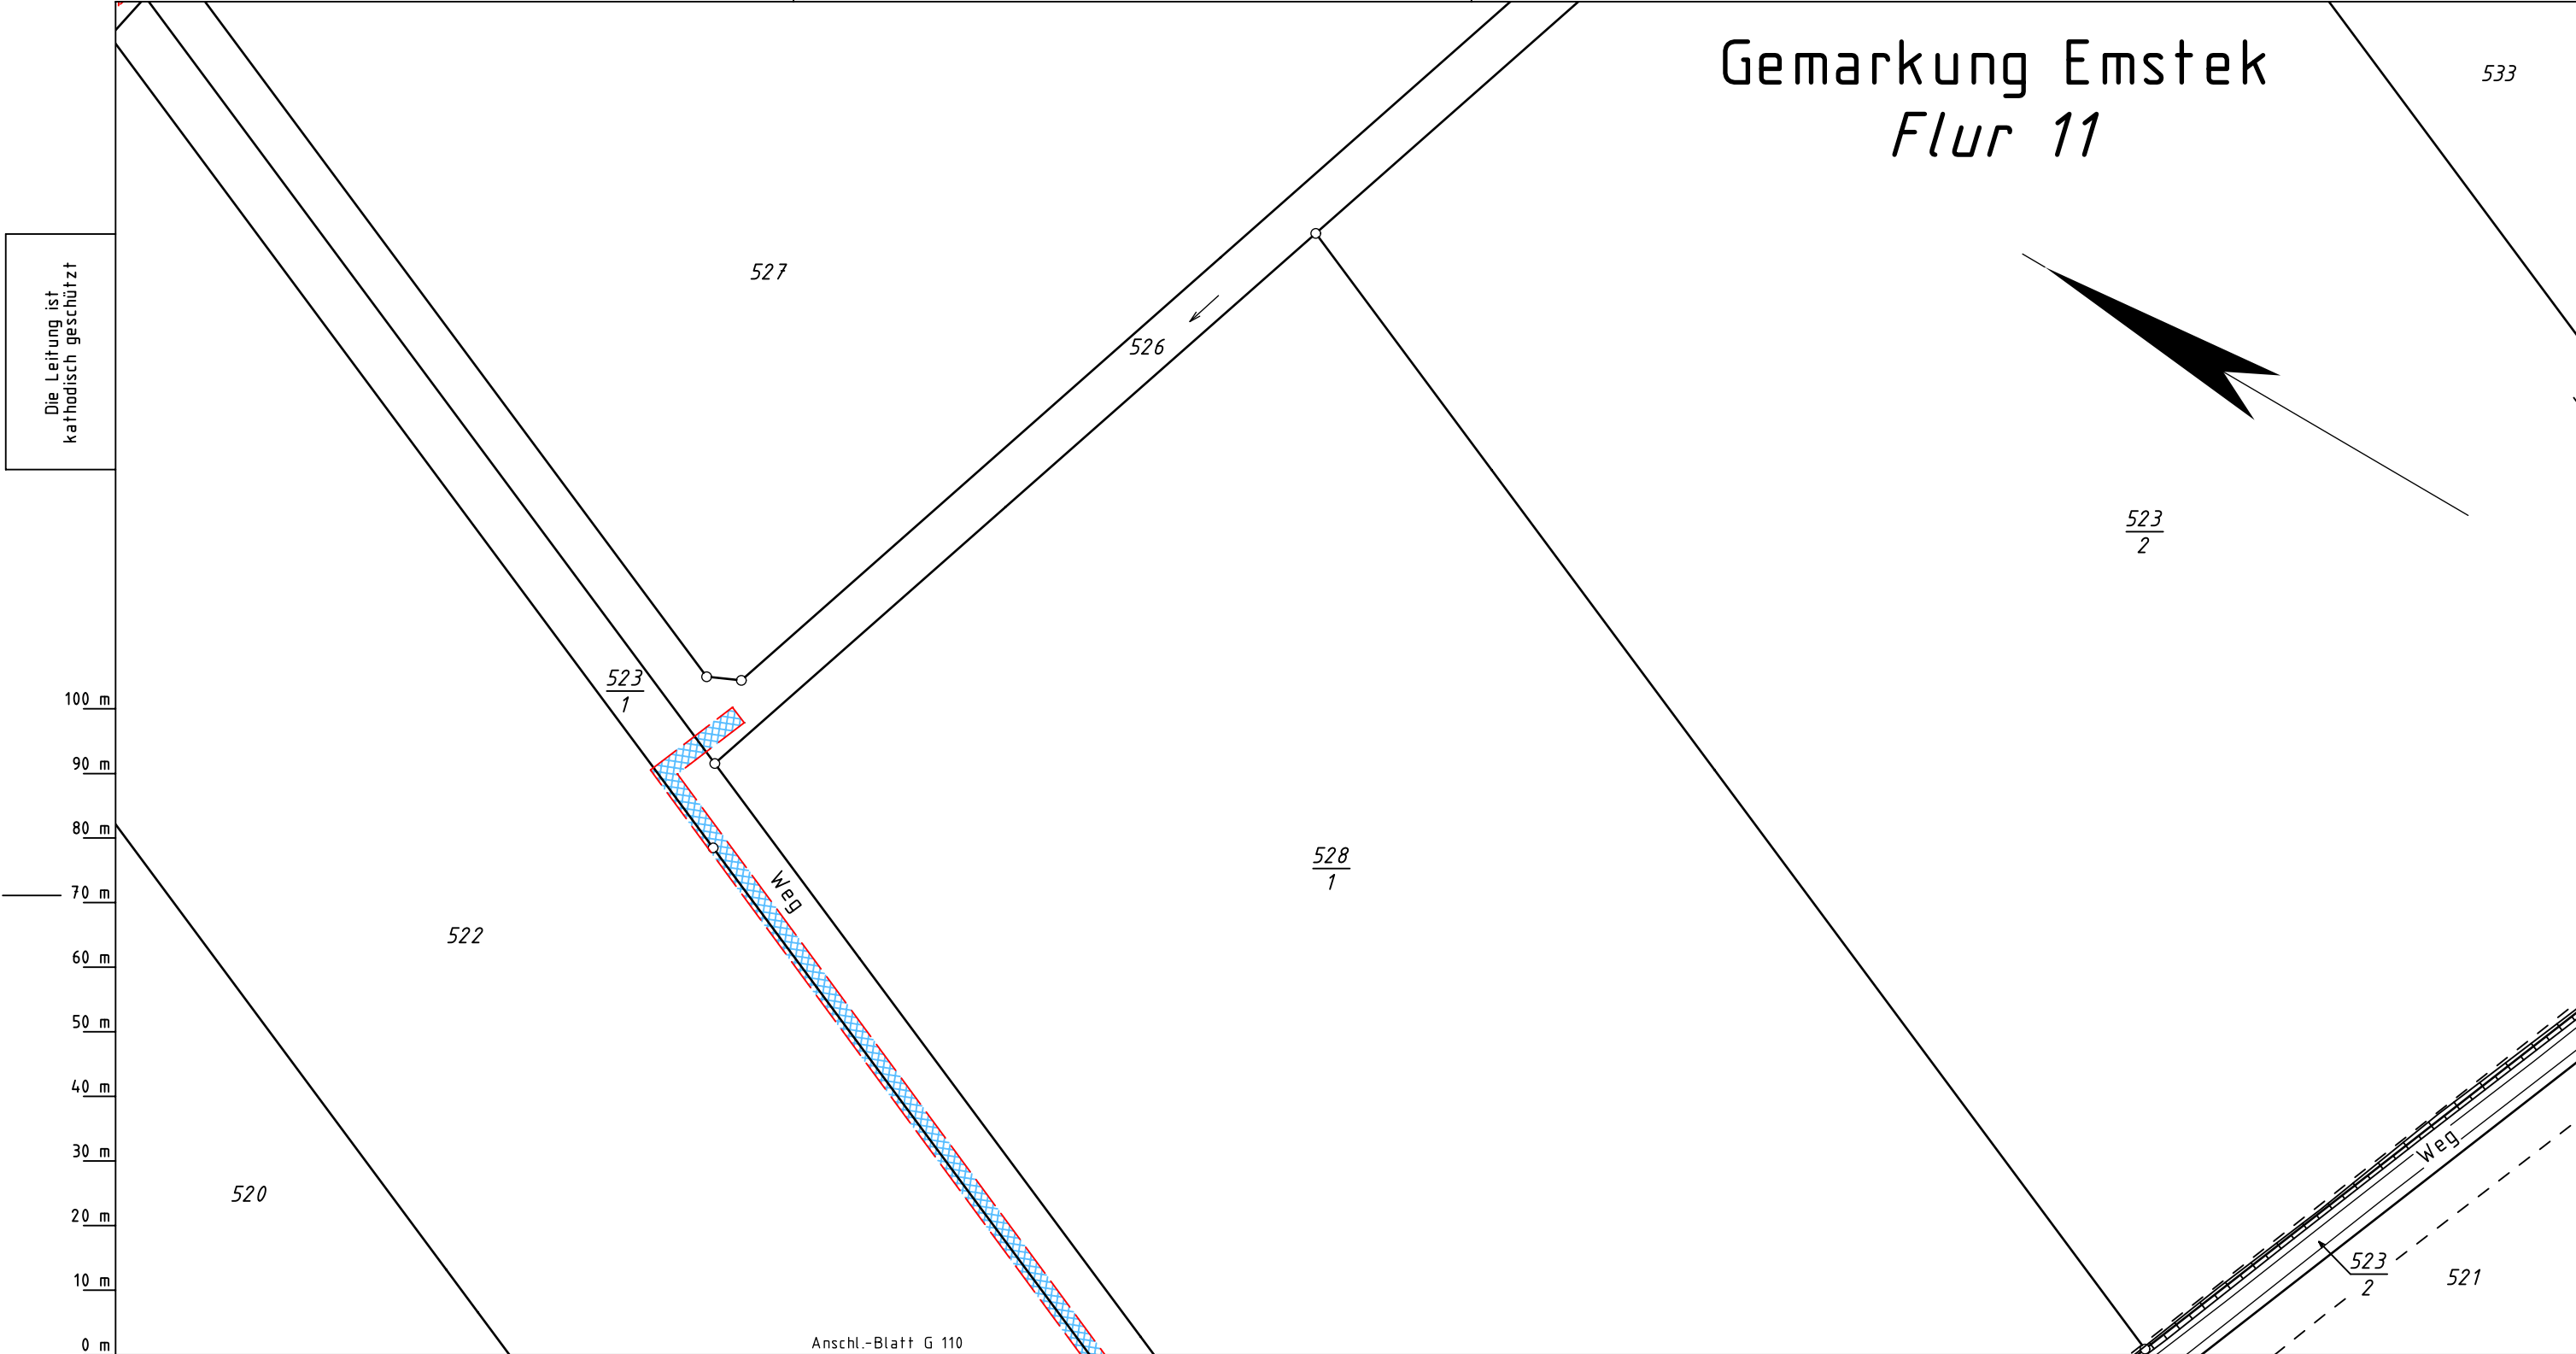 Gemarkung Emstek
Flur 11
533
Die Leitung ist
kathodisch geschützt
527
526
523
2
523
1
100 m
90 m
80 m
70 m
60 m
50 m
40 m
30 m
20 m
10 m
0 m
Weg
528
1
522
520
Weg
523
2
521
Anschl.-Blatt G 110